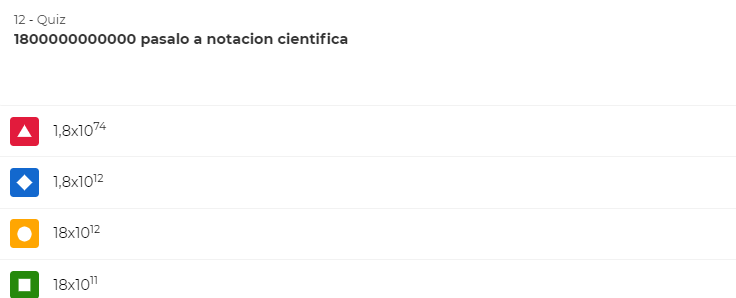 12 - Quiz
1800000000000 pasalo a notacion cientifica
1,8x10⁷⁴
1,8x10¹²
18x10¹²
18x10¹¹